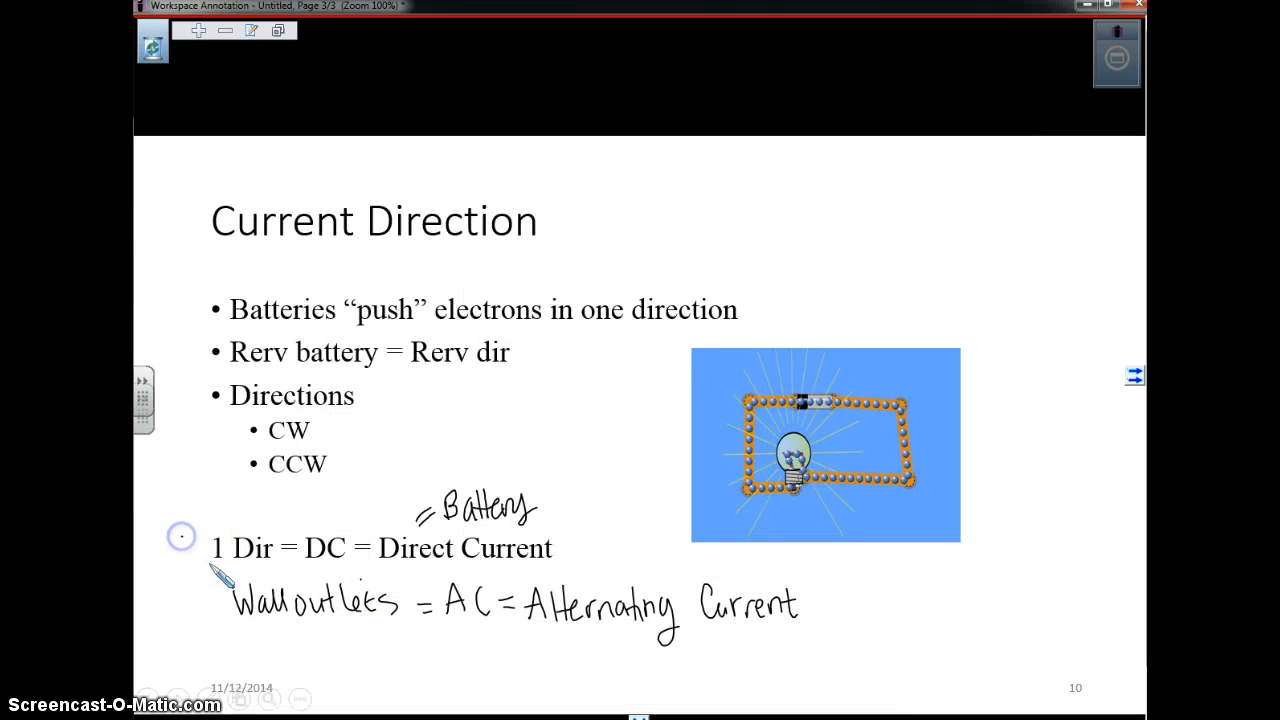 Workspace Annotation - Untitled, Page 3/3 (Zoom 100%) *
Current Direction
• Batteries “push” electrons in one direction
• Rerv battery = Rerv dir
• Directions
• CW
• CCW
= Battery
1 Dir = DC = Direct Current
Wall outlets = AC = Alternating Current
11/12/2014
10
Screencast-O-Matic.com